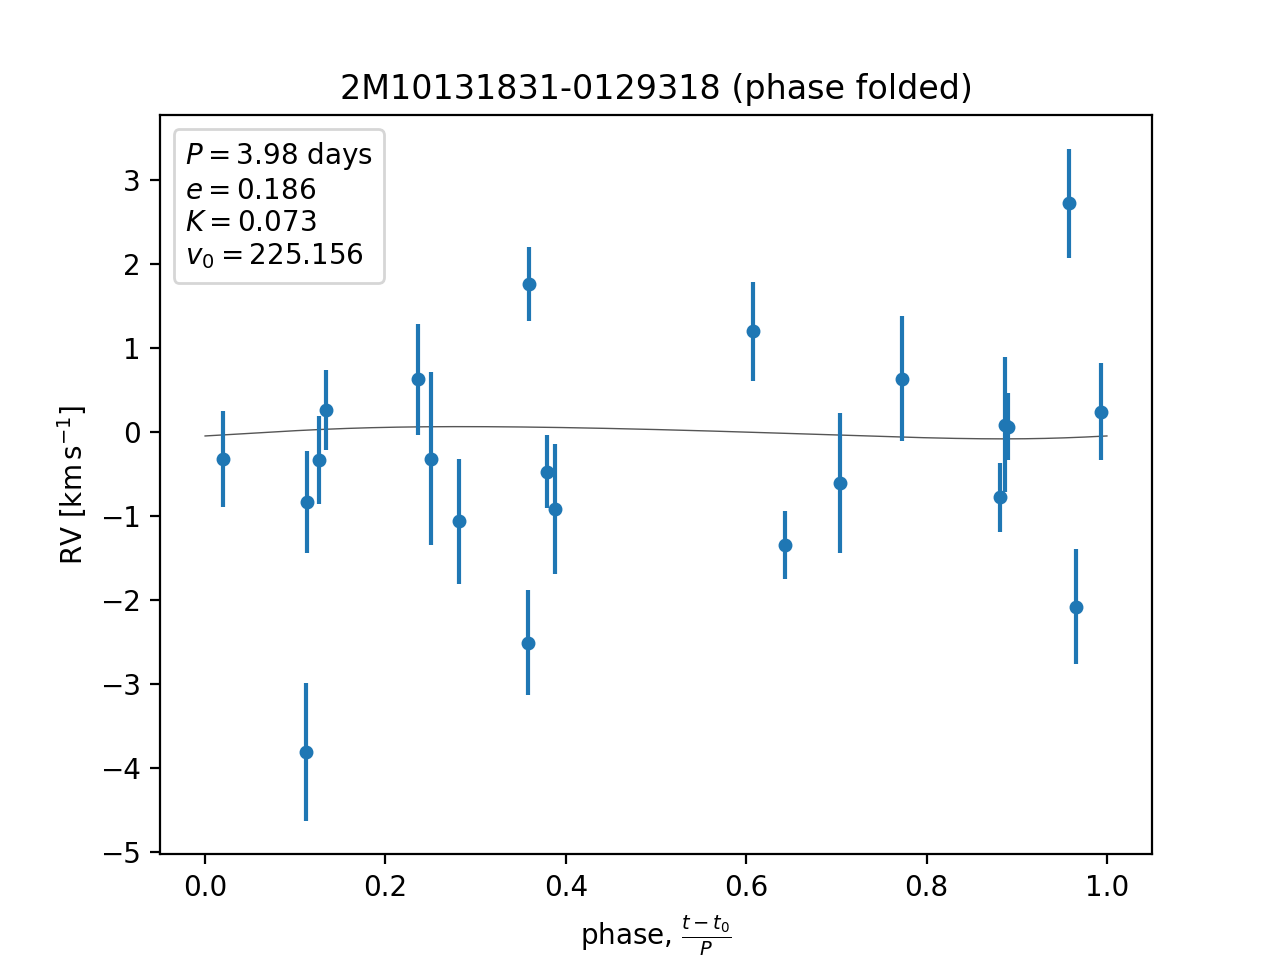 2M10131831-0129318 (phase folded)
P = 3.98 days
e = 0.186
K = 0.073
v₀ = 225.156
3
2
1
0
−1
−2
−3
−4
−5
RV [km s⁻¹]
0.0 0.2 0.4 0.6 0.8 1.0
phase, (t − t₀)/P